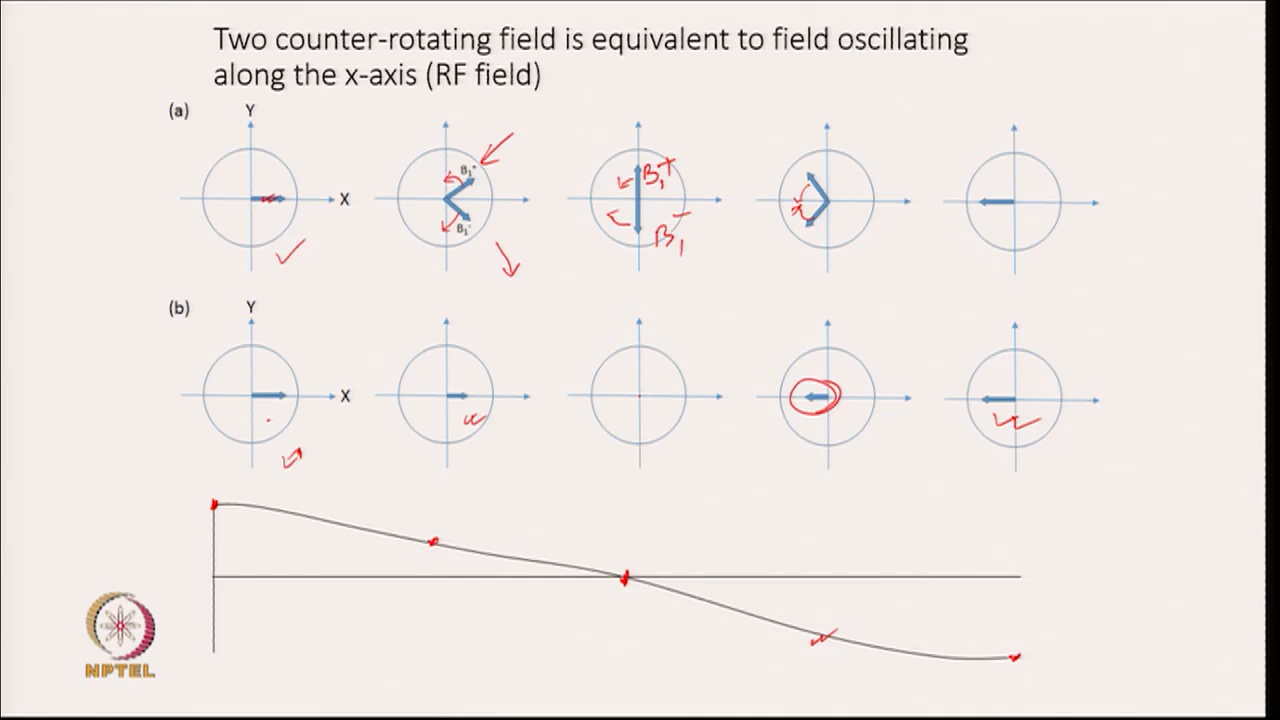 Two counter-rotating field is equivalent to field oscillating
along the x-axis (RF field)
(a)
Y
X
B₁⁺
B₁⁻
B₁⁺
B₁⁻
(b)
Y
X
NPTEL